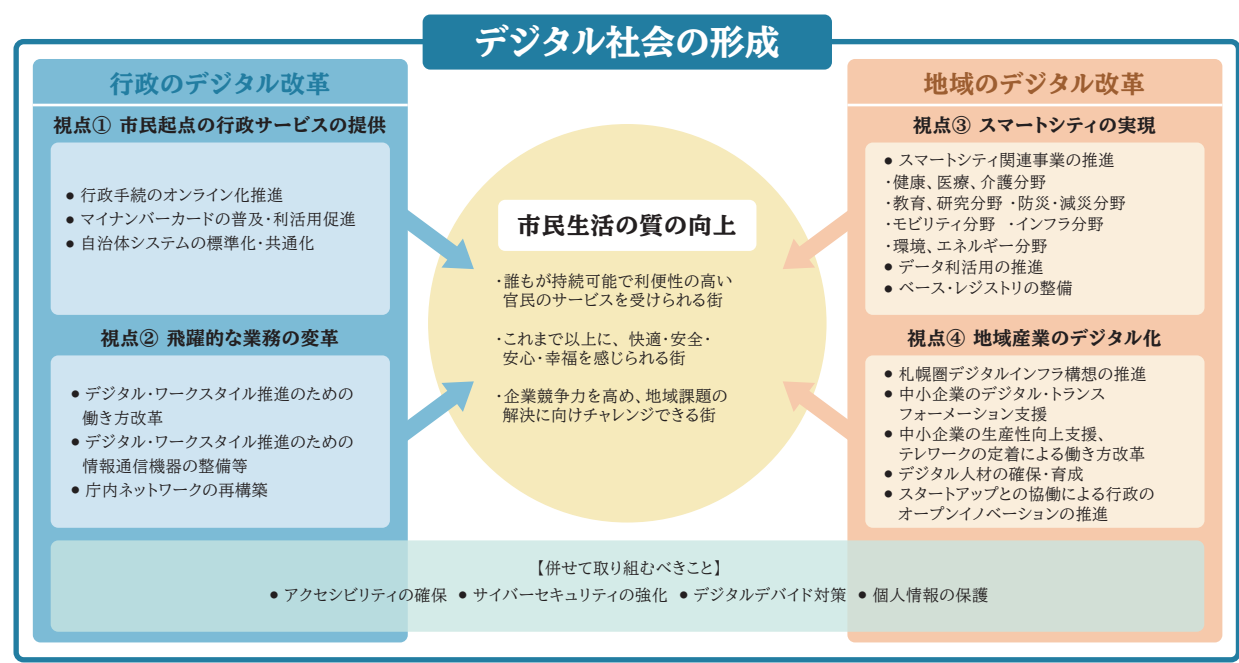 デジタル社会の形成
行政のデジタル改革
視点① 市民起点の行政サービスの提供
● 行政手続のオンライン化推進
● マイナンバーカードの普及・利活用促進
● 自治体システムの標準化・共通化
視点② 飛躍的な業務の変革
● デジタル・ワークスタイル推進のための
働き方改革
● デジタル・ワークスタイル推進のための
情報通信機器の整備等
● 庁内ネットワークの再構築
市民生活の質の向上
・誰もが持続可能で利便性の高い
官民のサービスを受けられる街
・これまで以上に、快適・安全・
安心・幸福を感じられる街
・企業競争力を高め、地域課題の
解決に向けチャレンジできる街
地域のデジタル改革
視点③ スマートシティの実現
● スマートシティ関連事業の推進
・健康、医療、介護分野
・教育、研究分野 ・防災・減災分野
・モビリティ分野 ・インフラ分野
・環境、エネルギー分野
● データ利活用の推進
● ベース・レジストリの整備
視点④ 地域産業のデジタル化
● 札幌圏デジタルインフラ構想の推進
● 中小企業のデジタル・トランス
フォーメーション支援
● 中小企業の生産性向上支援、
テレワークの定着による働き方改革
● デジタル人材の確保・育成
● スタートアップとの協働による行政の
オープンイノベーションの推進
【併せて取り組むべきこと】
● アクセシビリティの確保 ● サイバーセキュリティの強化 ● デジタルデバイド対策 ● 個人情報の保護